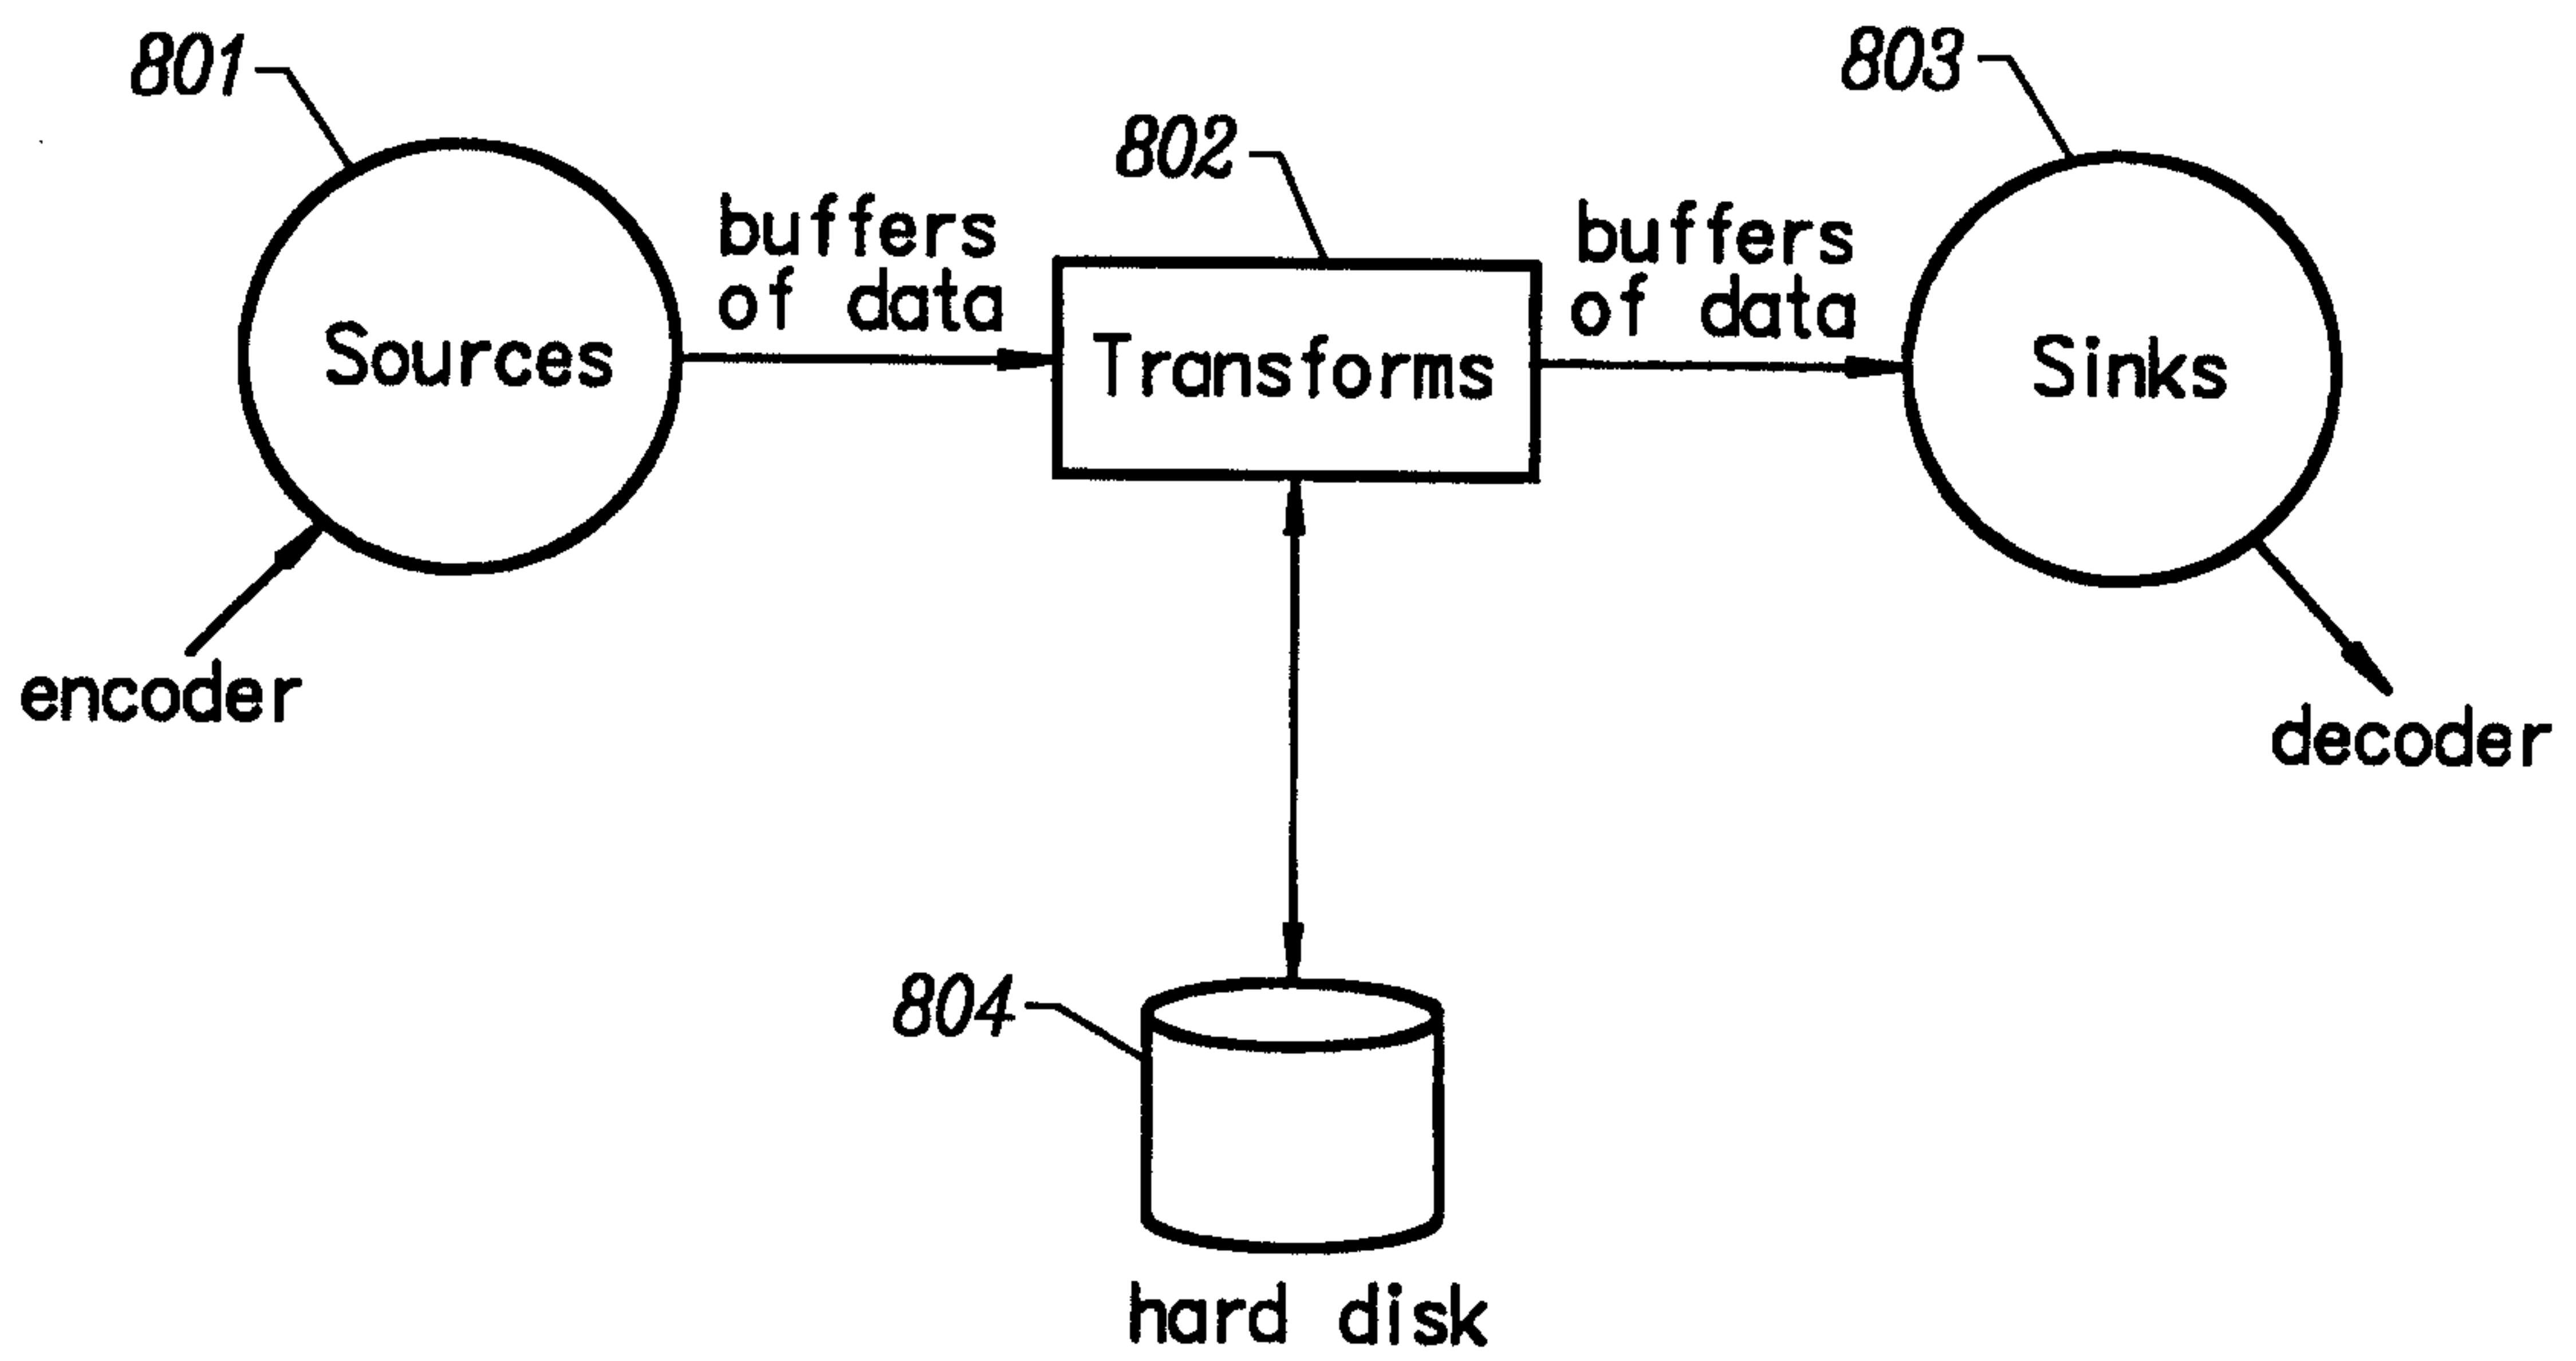 801
803
802
buffers
of data
buffers
of data
Sources
Transforms
Sinks
encoder
decoder
804
hard disk